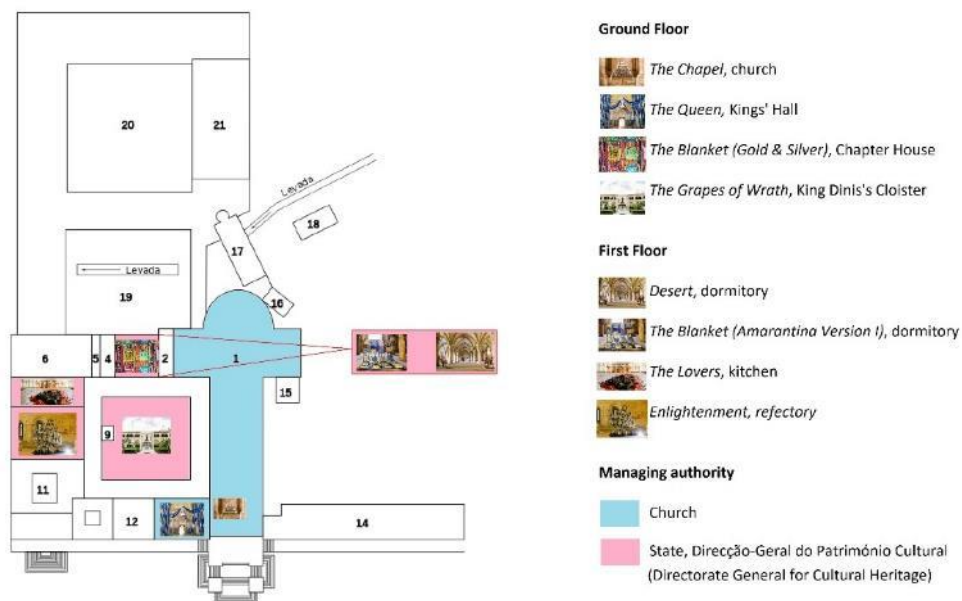 20
21
Levada
18
17
Levada
16
19
6
5
4
2
1
15
9
11
12
14
Ground Floor
The Chapel, church
The Queen, Kings' Hall
The Blanket (Gold & Silver), Chapter House
The Grapes of Wrath, King Dinis's Cloister
First Floor
Desert, dormitory
The Blanket (Amarantina Version I), dormitory
The Lovers, kitchen
Enlightenment, refectory
Managing authority
Church
State, Direcção-Geral do Património Cultural
(Directorate General for Cultural Heritage)